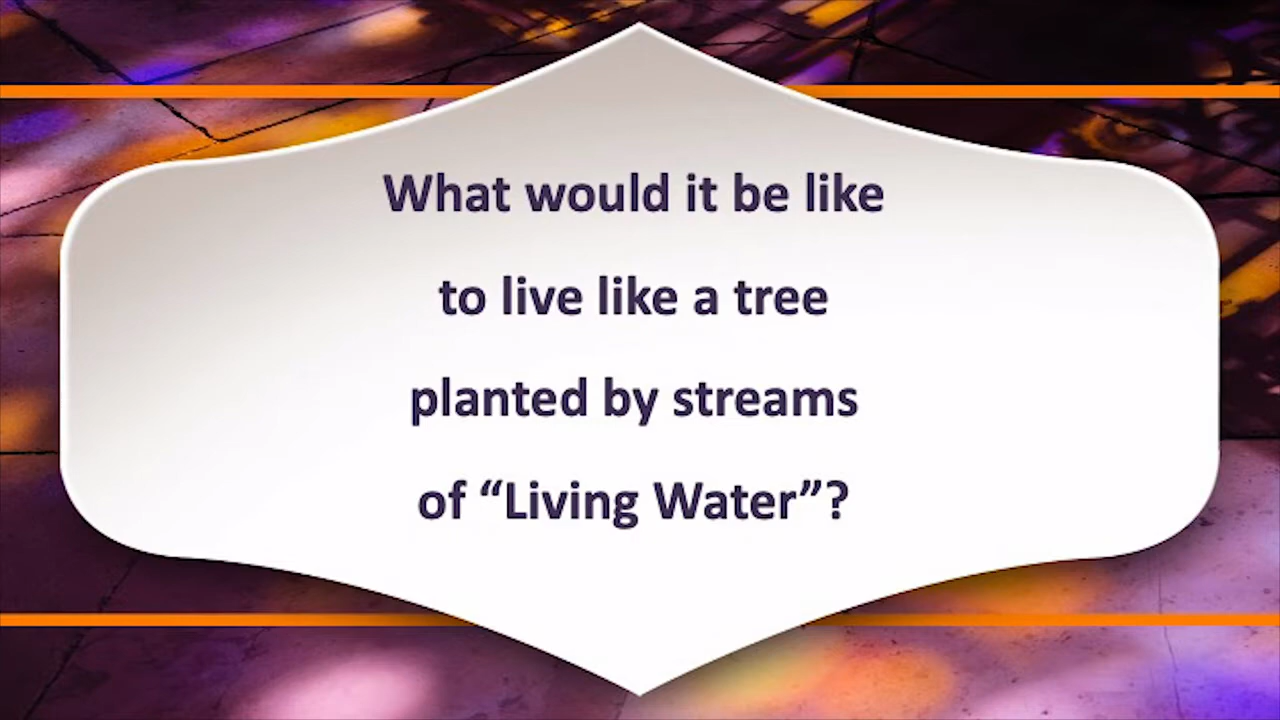 What would it be like
to live like a tree
planted by streams
of “Living Water”?